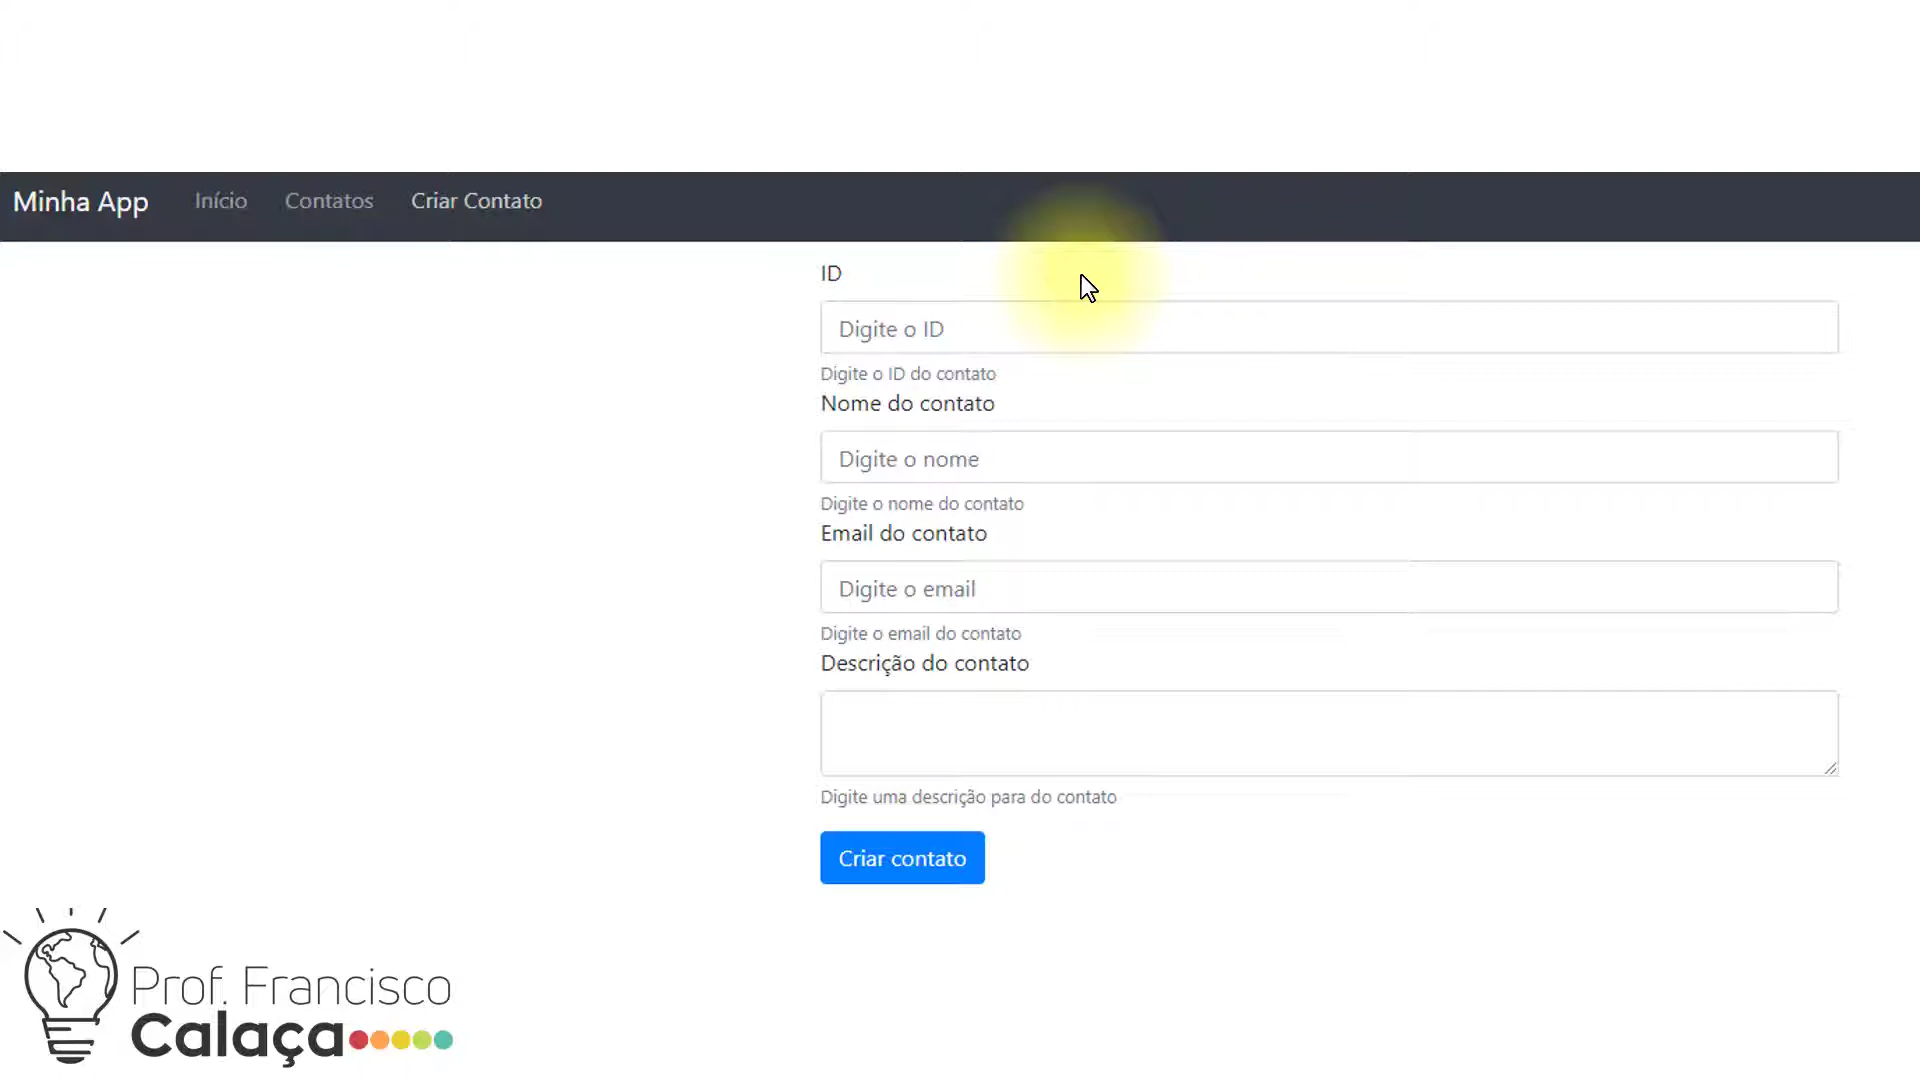 Minha App Início Contatos Criar Contato
ID
Digite o ID
Digite o ID do contato
Nome do contato
Digite o nome
Digite o nome do contato
Email do contato
Digite o email
Digite o email do contato
Descrição do contato
Digite uma descrição para do contato
Criar contato
Prof. Francisco
Calaça